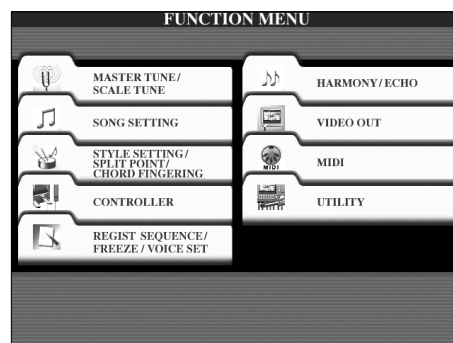 FUNCTION MENU
MASTER TUNE/
SCALE TUNE
SONG SETTING
STYLE SETTING/
SPLIT POINT/
CHORD FINGERING
CONTROLLER
REGIST SEQUENCE/
FREEZE/VOICE SET
HARMONY/ECHO
VIDEO OUT
MIDI
MIDI
UTILITY